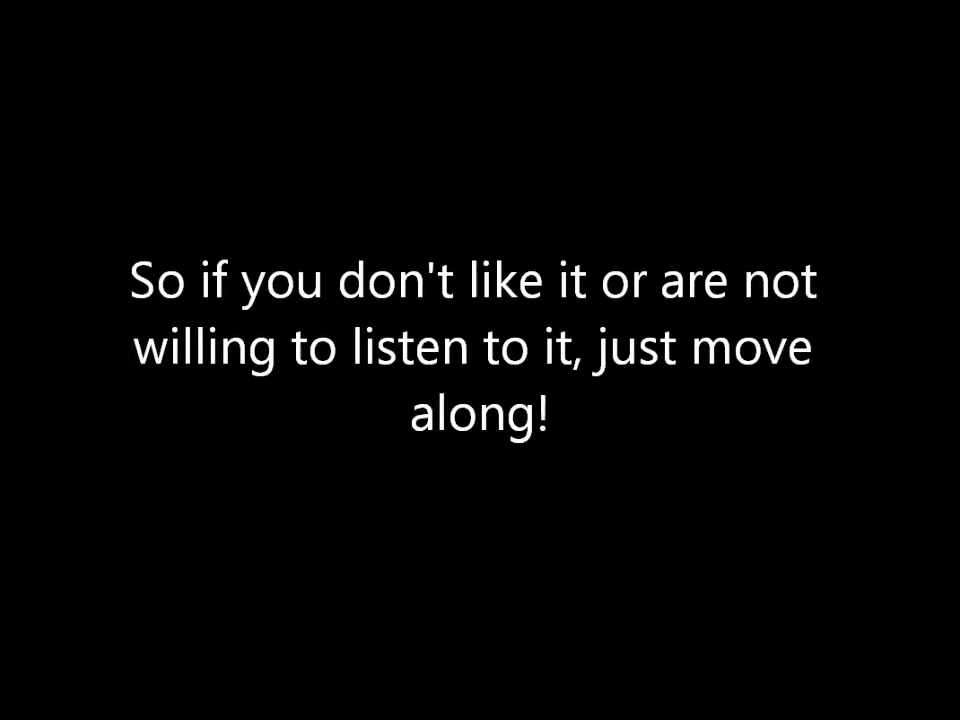 So if you don't like it or are not
willing to listen to it, just move
along!